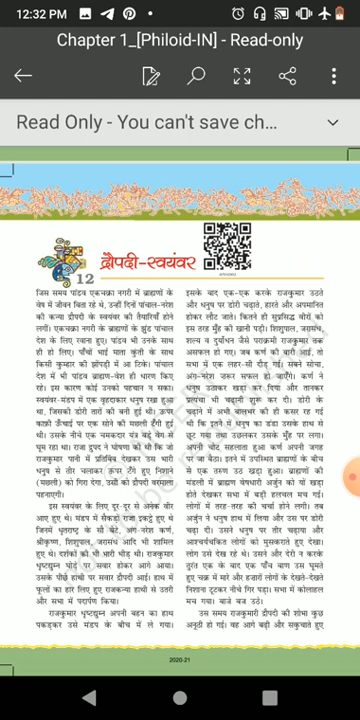 12:32 PM
Chapter 1_[Philoid-IN] - Read-only
Read Only - You can't save ch...
12
द्रौपदी-स्वयंवर
जिस समय पांडव एकचक्रा नगरी में ब्राह्मणों के
वेष में जीवन बिता रहे थे, उन्हीं दिनों पांचाल-नरेश
की कन्या द्रौपदी के स्वयंवर की तैयारियाँ होने
लगीं। एकचक्रा नगरी के ब्राह्मणों के झुंड पांचाल
देश के लिए रवाना हुए। पांडव भी उनके साथ
ही हो लिए। पाँचों भाई माता कुंती के साथ
किसी कुम्हार की झोंपड़ी में आ टिके। पांचाल
देश में भी पांडव ब्राह्मण-वेश ही धारण किए
रहे। इस कारण कोई उनको पहचान न सका।
स्वयंवर-मंडप में एक वृहदाकार धनुष रखा हुआ
था, जिसकी डोरी तारों की बनी हुई थी। ऊपर
काफ़ी ऊँचाई पर एक सोने की मछली टँगी हुई
थी। उसके नीचे एक चमकदार यंत्र बड़े वेग से
घूम रहा था। राजा द्रुपद ने घोषणा की थी कि जो
राजकुमार पानी में प्रतिबिंब देखकर उस भारी
धनुष से तीर चलाकर ऊपर टँगे हुए निशाने
(मछली) को गिरा देगा, उसी को द्रौपदी वरमाला
पहनाएगी।
इस स्वयंवर के लिए दूर-दूर से अनेक वीर
आए हुए थे। मंडप में सैकड़ों राजा इकट्ठे हुए थे
जिनमें धृतराष्ट्र के सौ बेटे, अंग-नरेश कर्ण,
श्रीकृष्ण, शिशुपाल, जरासंध आदि भी शामिल
हुए थे। दर्शकों की भी भारी भीड़ थी। राजकुमार
धृष्टद्युम्न घोड़े पर सवार होकर आगे आया।
उसके पीछे हाथी पर सवार द्रौपदी आई। हाथ में
फूलों का हार लिए हुए राजकन्या हाथी से उतरी
और सभा में पदार्पण किया।
राजकुमार धृष्टद्युम्न अपनी बहन का हाथ
पकड़कर उसे मंडप के बीच में ले गया।
इसके बाद एक-एक करके राजकुमार उठते
और धनुष पर डोरी चढ़ाते, हारते और अपमानित
होकर लौट जाते। कितने ही सुप्रसिद्ध वीरों को
इस तरह मुँह की खानी पड़ी। शिशुपाल, जरासंध,
शल्य व दुर्योधन जैसे पराक्रमी राजकुमार तक
असफल हो गए। जब कर्ण की बारी आई, तो
सभा में एक लहर-सी दौड़ गई। सबने सोचा,
अंग-नरेश ज़रूर सफल हो जाएँगे। कर्ण ने
धनुष उठाकर खड़ा कर दिया और तानकर
प्रत्यंचा भी चढ़ानी शुरू कर दी। डोरी के
चढ़ाने में अभी बालभर की ही कसर रह गई
थी कि इतने में धनुष का डंडा उसके हाथ से
छूट गया तथा उछलकर उसके मुँह पर लगा।
अपनी चोट सहलाता हुआ कर्ण अपनी जगह
पर जा बैठा। इतने में उपस्थित ब्राह्मणों के बीच
से एक तरुण उठ खड़ा हुआ। ब्राह्मणों की
मंडली में ब्राह्मण वेषधारी अर्जुन को यों खड़ा
होते देखकर सभा में बड़ी हलचल मच गई।
लोगों में तरह-तरह की चर्चा होने लगी। तब
अर्जुन ने धनुष हाथ में लिया और उस पर डोरी
चढ़ा दी। उसने धनुष पर तीर चढ़ाया और
आश्चर्यचकित लोगों को मुसकराते हुए देखा।
लोग उसे देख रहे थे। उसने और देरी न करके
तुरंत एक के बाद एक पाँच बाण उस घूमते
हुए चक्र में मारे और हज़ारों लोगों के देखते-देखते
निशाना टूटकर नीचे गिर पड़ा। सभा में कोलाहल
मच गया। बाजे बज उठे।
उस समय राजकुमारी द्रौपदी की शोभा कुछ
अनूठी हो गई। वह आगे बढ़ी और सकुचाते हुए
2020-21